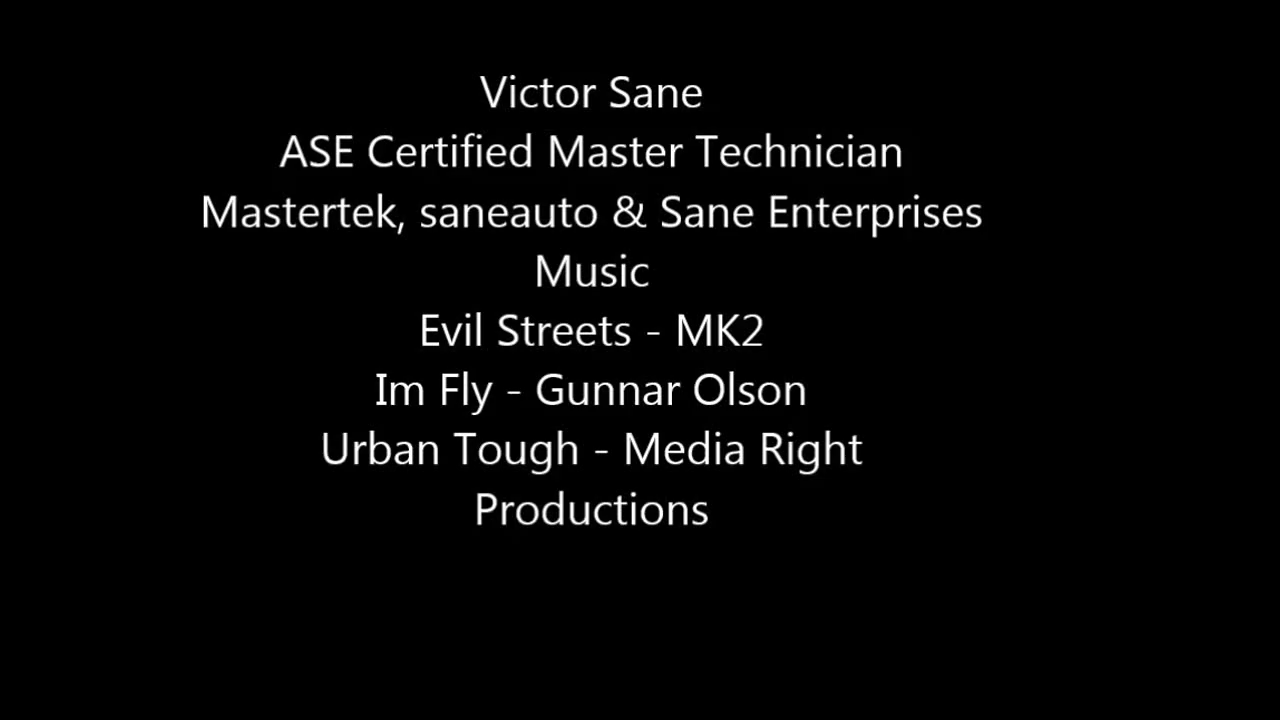 Victor Sane
ASE Certified Master Technician
Mastertek, saneauto & Sane Enterprises
Music
Evil Streets - MK2
Im Fly - Gunnar Olson
Urban Tough - Media Right
Productions